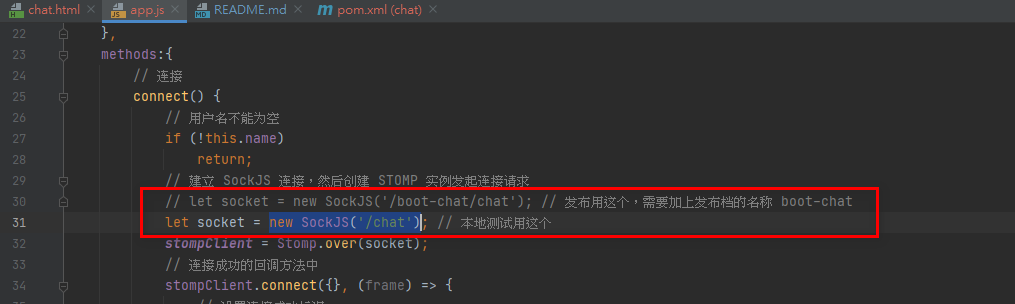 chat.html app.js README.md pom.xml (chat)
22 },
23 methods:{
24 // 连接
25 connect() {
26 // 用户名不能为空
27 if (!this.name)
28 return;
29 // 建立 SockJS 连接，然后创建 STOMP 实例发起连接请求
30 // let socket = new SockJS('/boot-chat/chat'); // 发布用这个，需要加上发布档的名称 boot-chat
31 let socket = new SockJS('/chat'); // 本地测试用这个
32 stompClient = Stomp.over(socket);
33 // 连接成功的回调方法中
34 stompClient.connect({}, (frame) => {